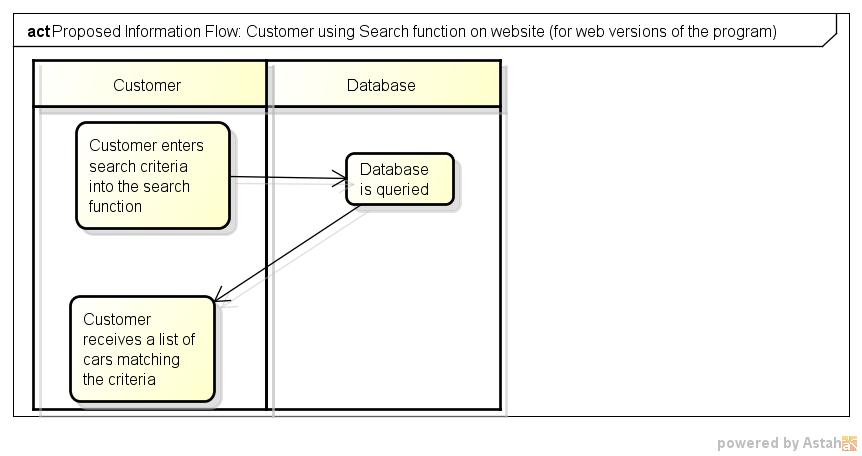 act Proposed Information Flow: Customer using Search function on website (for web versions of the program)
Customer
Database
Customer enters
search criteria
into the search
function
Database
is queried
Customer
receives a list of
cars matching
the criteria
powered by Astah